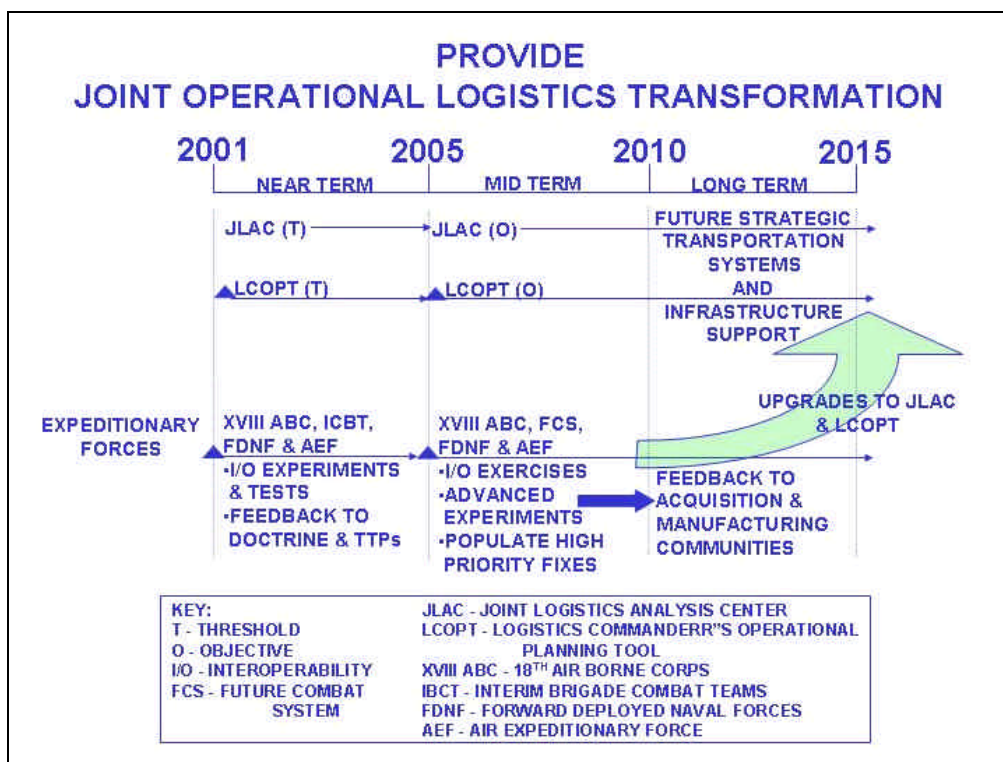 PROVIDE
JOINT OPERATIONAL LOGISTICS TRANSFORMATION
2001
2005
2010
2015
NEAR TERM
MID TERM
LONG TERM
JLAC (T)
JLAC (O)
FUTURE STRATEGIC
TRANSPORTATION
SYSTEMS
AND
INFRASTRUCTURE
SUPPORT
LCOPT (T)
LCOPT (O)
UPGRADES TO JLAC
& LCOPT
EXPEDITIONARY
FORCES
XVIII ABC, ICBT,
FDNF & AEF
•I/O EXPERIMENTS
& TESTS
•FEEDBACK TO
DOCTRINE & TTPs
XVIII ABC, FCS,
FDNF & AEF
•I/O EXERCISES
•ADVANCED
EXPERIMENTS
•POPULATE HIGH
PRIORITY FIXES
FEEDBACK TO
ACQUISITION &
MANUFACTURING
COMMUNITIES
KEY:
T - THRESHOLD
O - OBJECTIVE
I/O - INTEROPERABILITY
FCS - FUTURE COMBAT
SYSTEM
JLAC - JOINT LOGISTICS ANALYSIS CENTER
LCOPT - LOGISTICS COMMANDERR"S OPERATIONAL
PLANNING TOOL
XVIII ABC - 18TH AIR BORNE CORPS
IBCT - INTERIM BRIGADE COMBAT TEAMS
FDNF - FORWARD DEPLOYED NAVAL FORCES
AEF - AIR EXPEDITIONARY FORCE